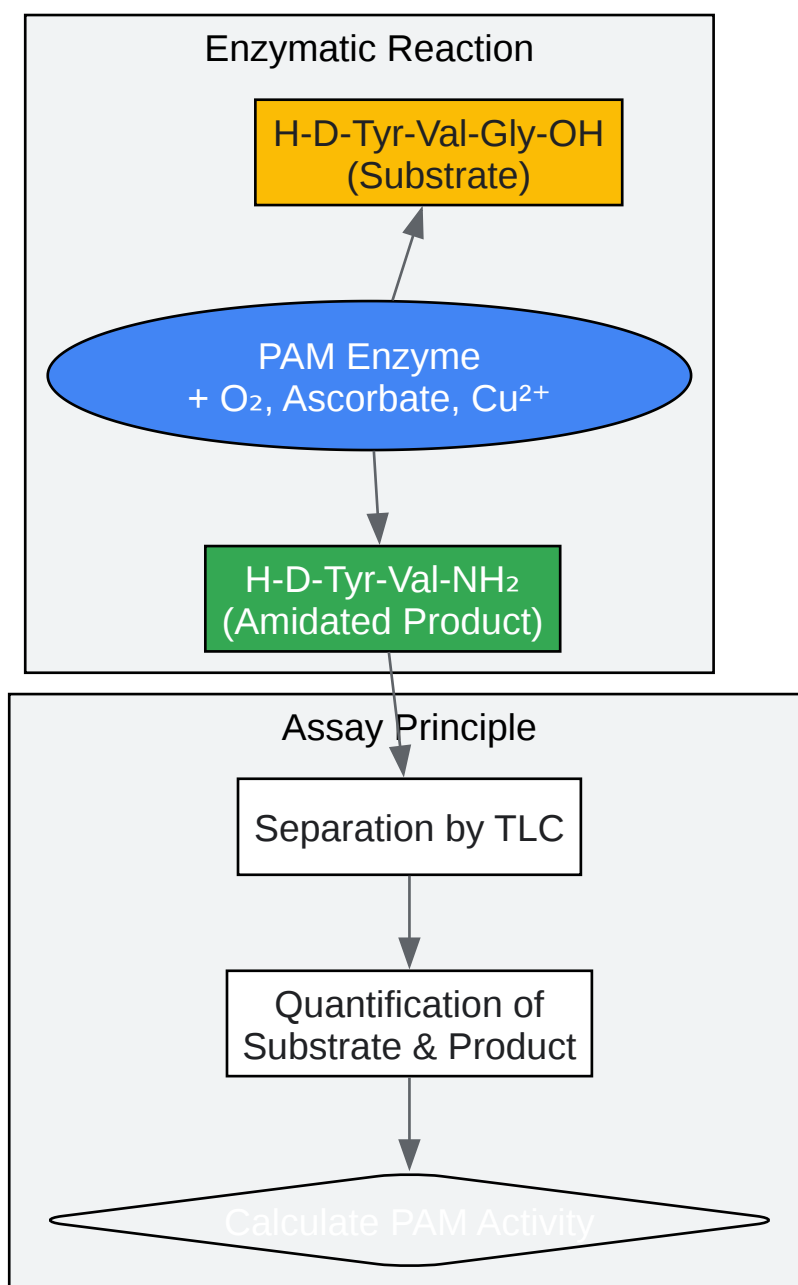 Enzymatic Reaction
H-D-Tyr-Val-Gly-OH
(Substrate)
PAM Enzyme
+ O₂, Ascorbate, Cu²⁺
H-D-Tyr-Val-NH₂
(Amidated Product)
Assay Principle
Separation by TLC
Quantification of
Substrate & Product
Calculate PAM Activity